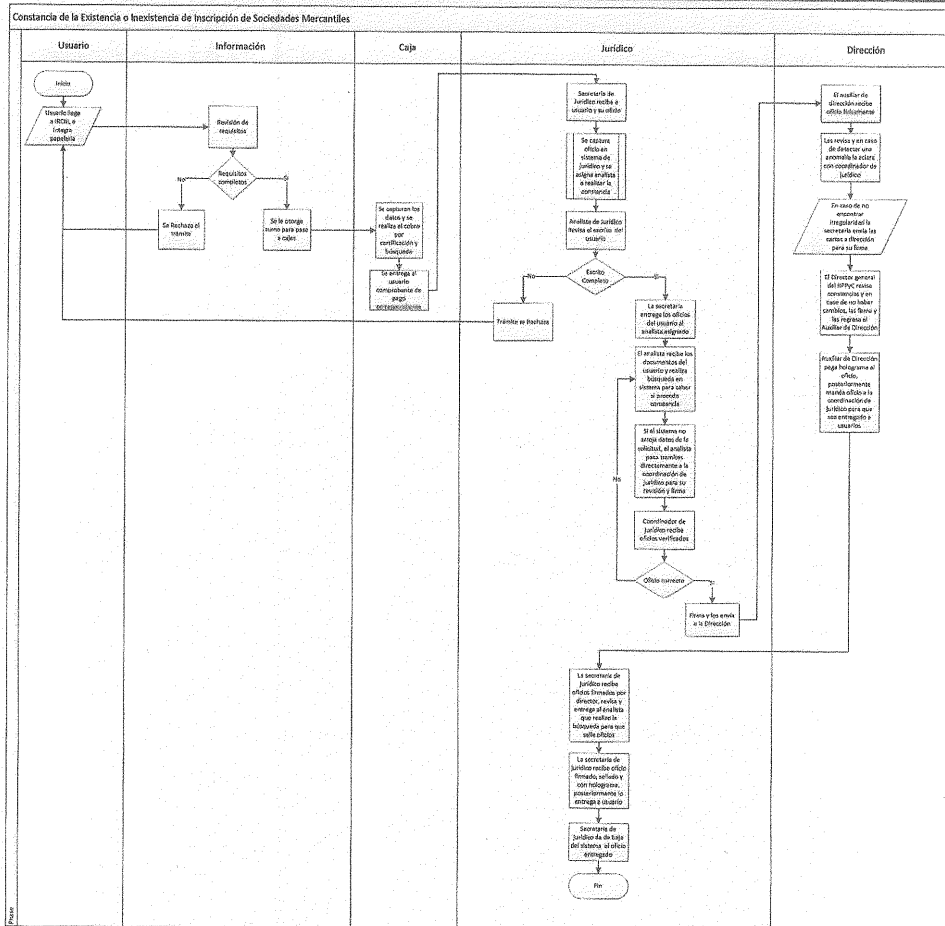 Constancia de la Existencia o Inexistencia de Inscripción de Sociedades Mercantiles
Usuario
Información
Caja
Jurídico
Dirección
Inicio
Usuario llega
a IRCNL e
integra
papelería
Revisión de
requisitos
Requisitos
completos
No
Si
Se Rechaza el
trámite
Se le otorga
turno para pase
a cajas
Se capturan los
datos y se
realiza el cobro
por
certificación y
búsqueda
Se entrega al
usuario
comprobante de
pago
correspondiente
Secretaria de
Jurídico recibe a
usuario y su oficio
Se captura
oficio en
sistema de
jurídico y se
asigna analista
a realizar la
constancia
Analista de Jurídico
revisa el escrito del
usuario
Escrito
Completo
No
Si
Trámite se Rechaza
La secretaria
entrega los oficios
del usuario al
analista asignado
El analista recibe los
documentos del
usuario y realiza
búsqueda en
sistema para saber
si procede
constancia
Si el sistema no
arroja datos de la
solicitud, el analista
pasa tramites
directamente a la
coordinación de
Jurídico para su
revisión y firma
Coordinador de
Jurídico recibe
oficios verificados
Oficio correcto
No
Si
Firma y los envía
a la Dirección
El auxiliar de
dirección recibe
oficio físicamente
Los revisa y en caso
de detectar una
anomalía la aclara
con coordinador de
jurídico
En caso de no
encontrar
irregularidad la
secretaria envía las
cartas a dirección
para su firma
El Director general
del RPPyC revisa
constancias y en
caso de no haber
cambios, las firma y
las regresa al
Auxiliar de Dirección
Auxiliar de Dirección
pega holograma al
oficio,
posteriormente
manda oficio a la
coordinación de
Jurídico para que
sea entregado a
usuarios
La secretaria de
Jurídico recibe
oficios firmados por
director, revisa y
entrega al analista
que realizo la
búsqueda para que
selle oficios
La secretaria de
Jurídico recibe oficio
firmado, sellado y
con holograma,
posteriormente lo
entrega a usuario
Secretaria de
Jurídico da de baja
del sistema el oficio
entregado
Fin
Phase